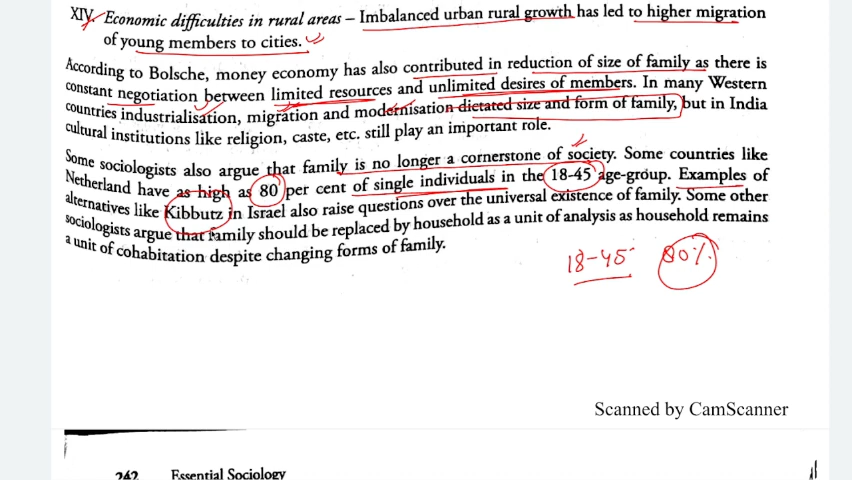 XIV. Economic difficulties in rural areas – Imbalanced urban rural growth has led to higher migration
of young members to cities.
According to Bolsche, money economy has also contributed in reduction of size of family as there is
constant negotiation between limited resources and unlimited desires of members. In many Western
countries industrialisation, migration and modernisation dictated size and form of family, but in India
cultural institutions like religion, caste, etc. still play an important role.
Some sociologists also argue that family is no longer a cornerstone of society. Some countries like
Netherland have as high as 80 per cent of single individuals in the 18-45 age-group. Examples of
alternatives like Kibbutz in Israel also raise questions over the universal existence of family. Some other
sociologists argue that family should be replaced by household as a unit of analysis as household remains
a unit of cohabitation despite changing forms of family.
18-45 80%
Scanned by CamScanner
242 Essential Sociology